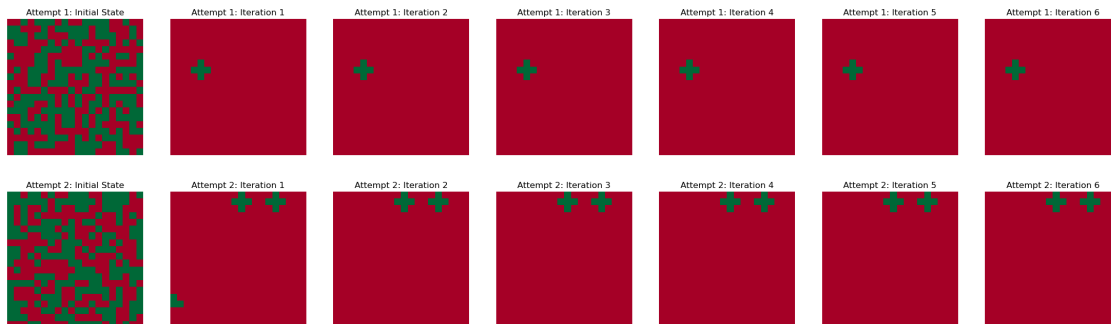 Attempt 1: Initial State
Attempt 1: Iteration 1
Attempt 1: Iteration 2
Attempt 1: Iteration 3
Attempt 1: Iteration 4
Attempt 1: Iteration 5
Attempt 1: Iteration 6
Attempt 2: Initial State
Attempt 2: Iteration 1
Attempt 2: Iteration 2
Attempt 2: Iteration 3
Attempt 2: Iteration 4
Attempt 2: Iteration 5
Attempt 2: Iteration 6